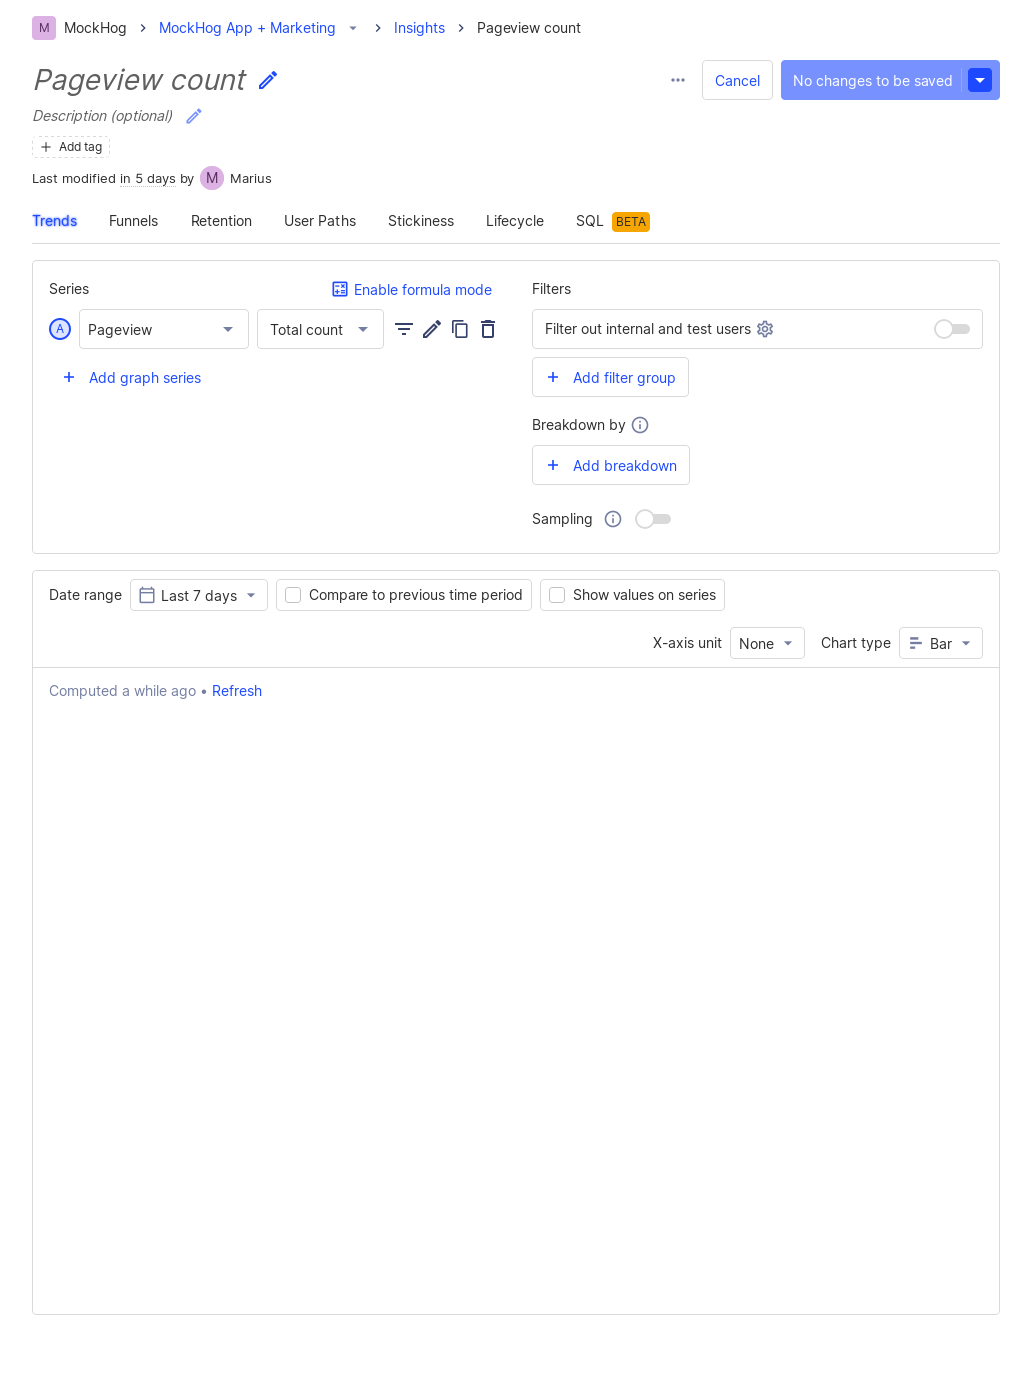 M MockHog MockHog App + Marketing Insights Pageview count
Pageview count
Cancel No changes to be saved
Description (optional)
Add tag
Last modified in 5 days by M Marius
Trends Funnels Retention User Paths Stickiness Lifecycle SQL BETA
Series Enable formula mode
A Pageview Total count
Add graph series
Filters
Filter out internal and test users
Add filter group
Breakdown by
Add breakdown
Sampling
Date range Last 7 days Compare to previous time period Show values on series
X-axis unit None Chart type Bar
Computed a while ago • Refresh